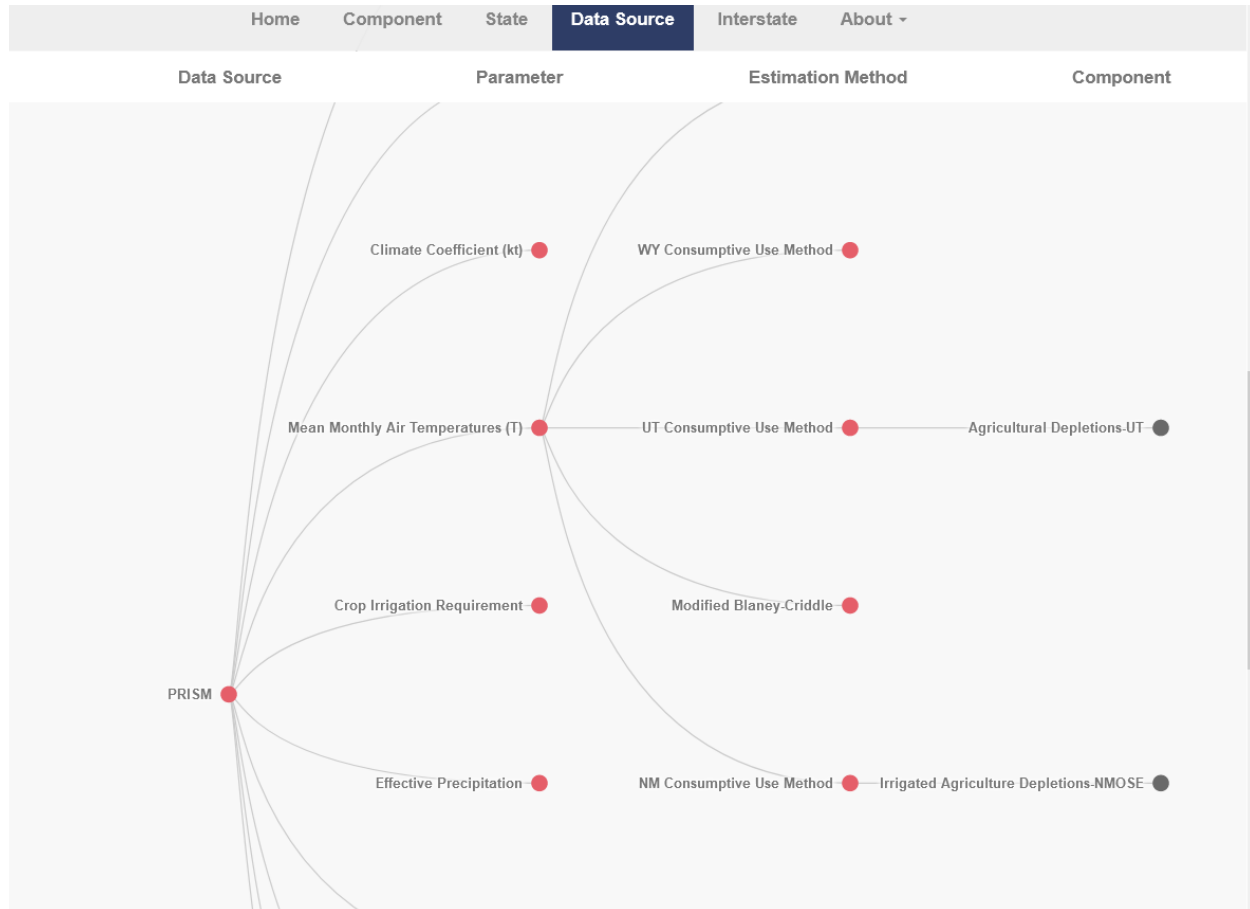 Home Component State Data Source Interstate About
Data Source Parameter Estimation Method Component
Climate Coefficient (kt) WY Consumptive Use Method
Mean Monthly Air Temperatures (T) UT Consumptive Use Method Agricultural Depletions-UT
Crop Irrigation Requirement Modified Blaney-Criddle
PRISM
Effective Precipitation NM Consumptive Use Method Irrigated Agriculture Depletions-NMOSE